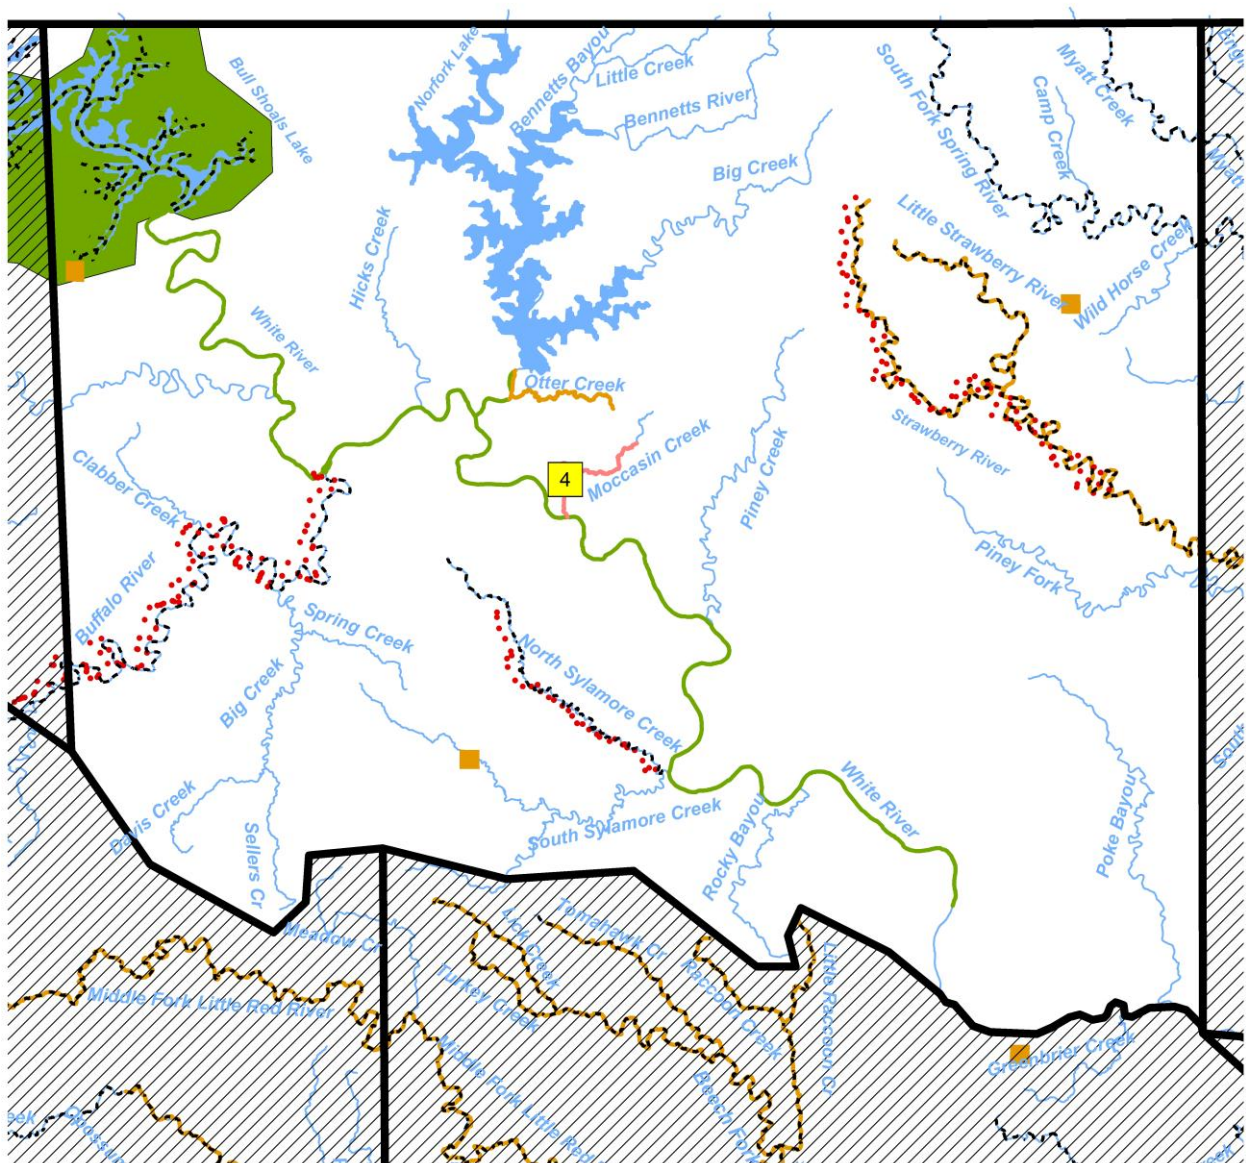 Bull Shoals Lake
Norfork Lake
Bennetts Bayou
Little Creek
Bennetts River
Big Creek
South Fork Spring River
Camp Creek
Myatt Creek
Myatt
Little Strawberry River
Wild Horse Creek
Hicks Creek
White River
Otter Creek
Moccasin Creek
4
Piney Creek
Strawberry River
Piney Fork
Clabber Creek
Buffalo River
Spring Creek
Big Creek
North Sylamore Creek
South Sylamore Creek
White River
Rocky Bayou
Poke Bayou
Davis Creek
Sellers Cr
Meadow Cr
Middle Fork Little Red River
Lick Creek
Tomahawk Cr
Turkey Creek
Raccoon Creek
Little Raccoon Cr
Middle Fork Little Red
Beech Fork
Greenbrier Creek
South